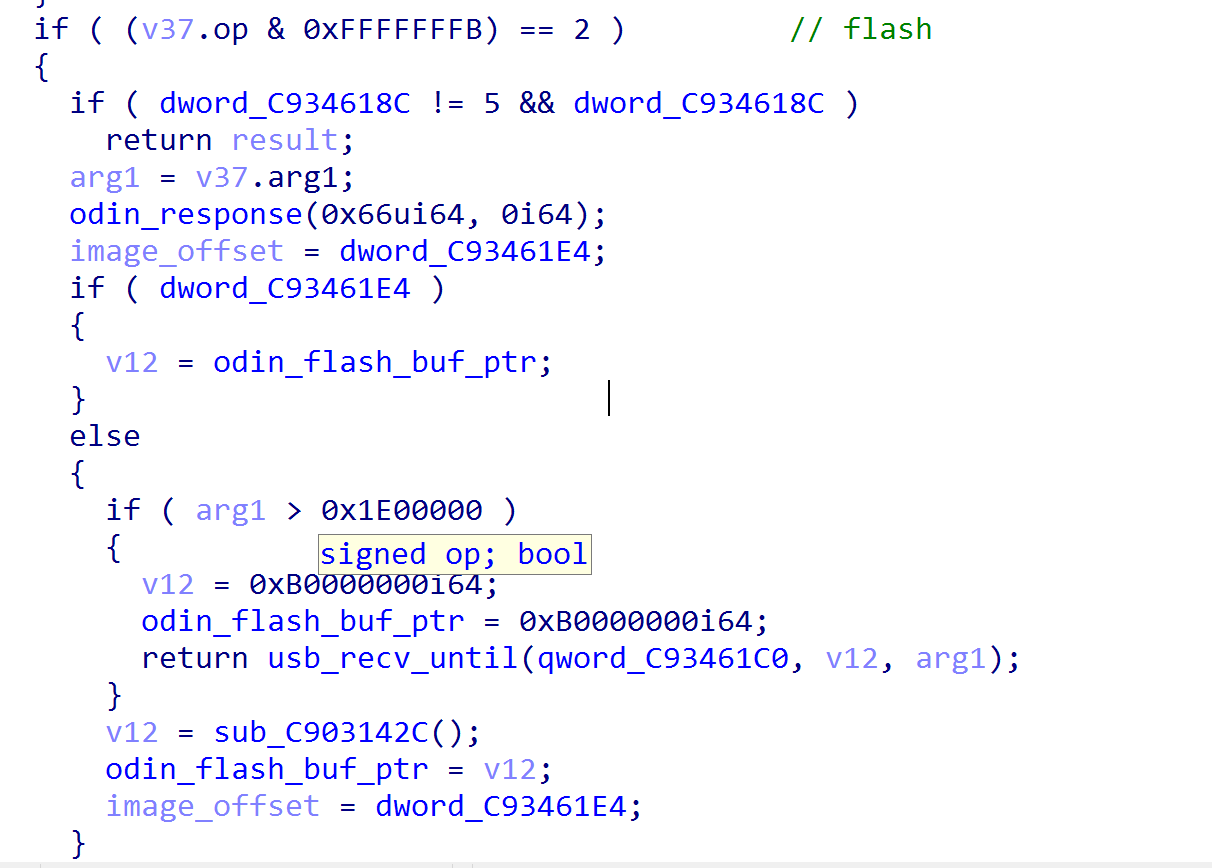 }
if ( (v37.op & 0xFFFFFFFB) == 2 ) // flash
{
if ( dword_C934618C != 5 && dword_C934618C )
return result;
arg1 = v37.arg1;
odin_response(0x66ui64, 0i64);
image_offset = dword_C93461E4;
if ( dword_C93461E4 )
{
v12 = odin_flash_buf_ptr;
}
else
{
if ( arg1 > 0x1E00000 )
{
signed op; bool
v12 = 0xB0000000i64;
odin_flash_buf_ptr = 0xB0000000i64;
return usb_recv_until(qword_C93461C0, v12, arg1);
}
v12 = sub_C903142C();
odin_flash_buf_ptr = v12;
image_offset = dword_C93461E4;
}